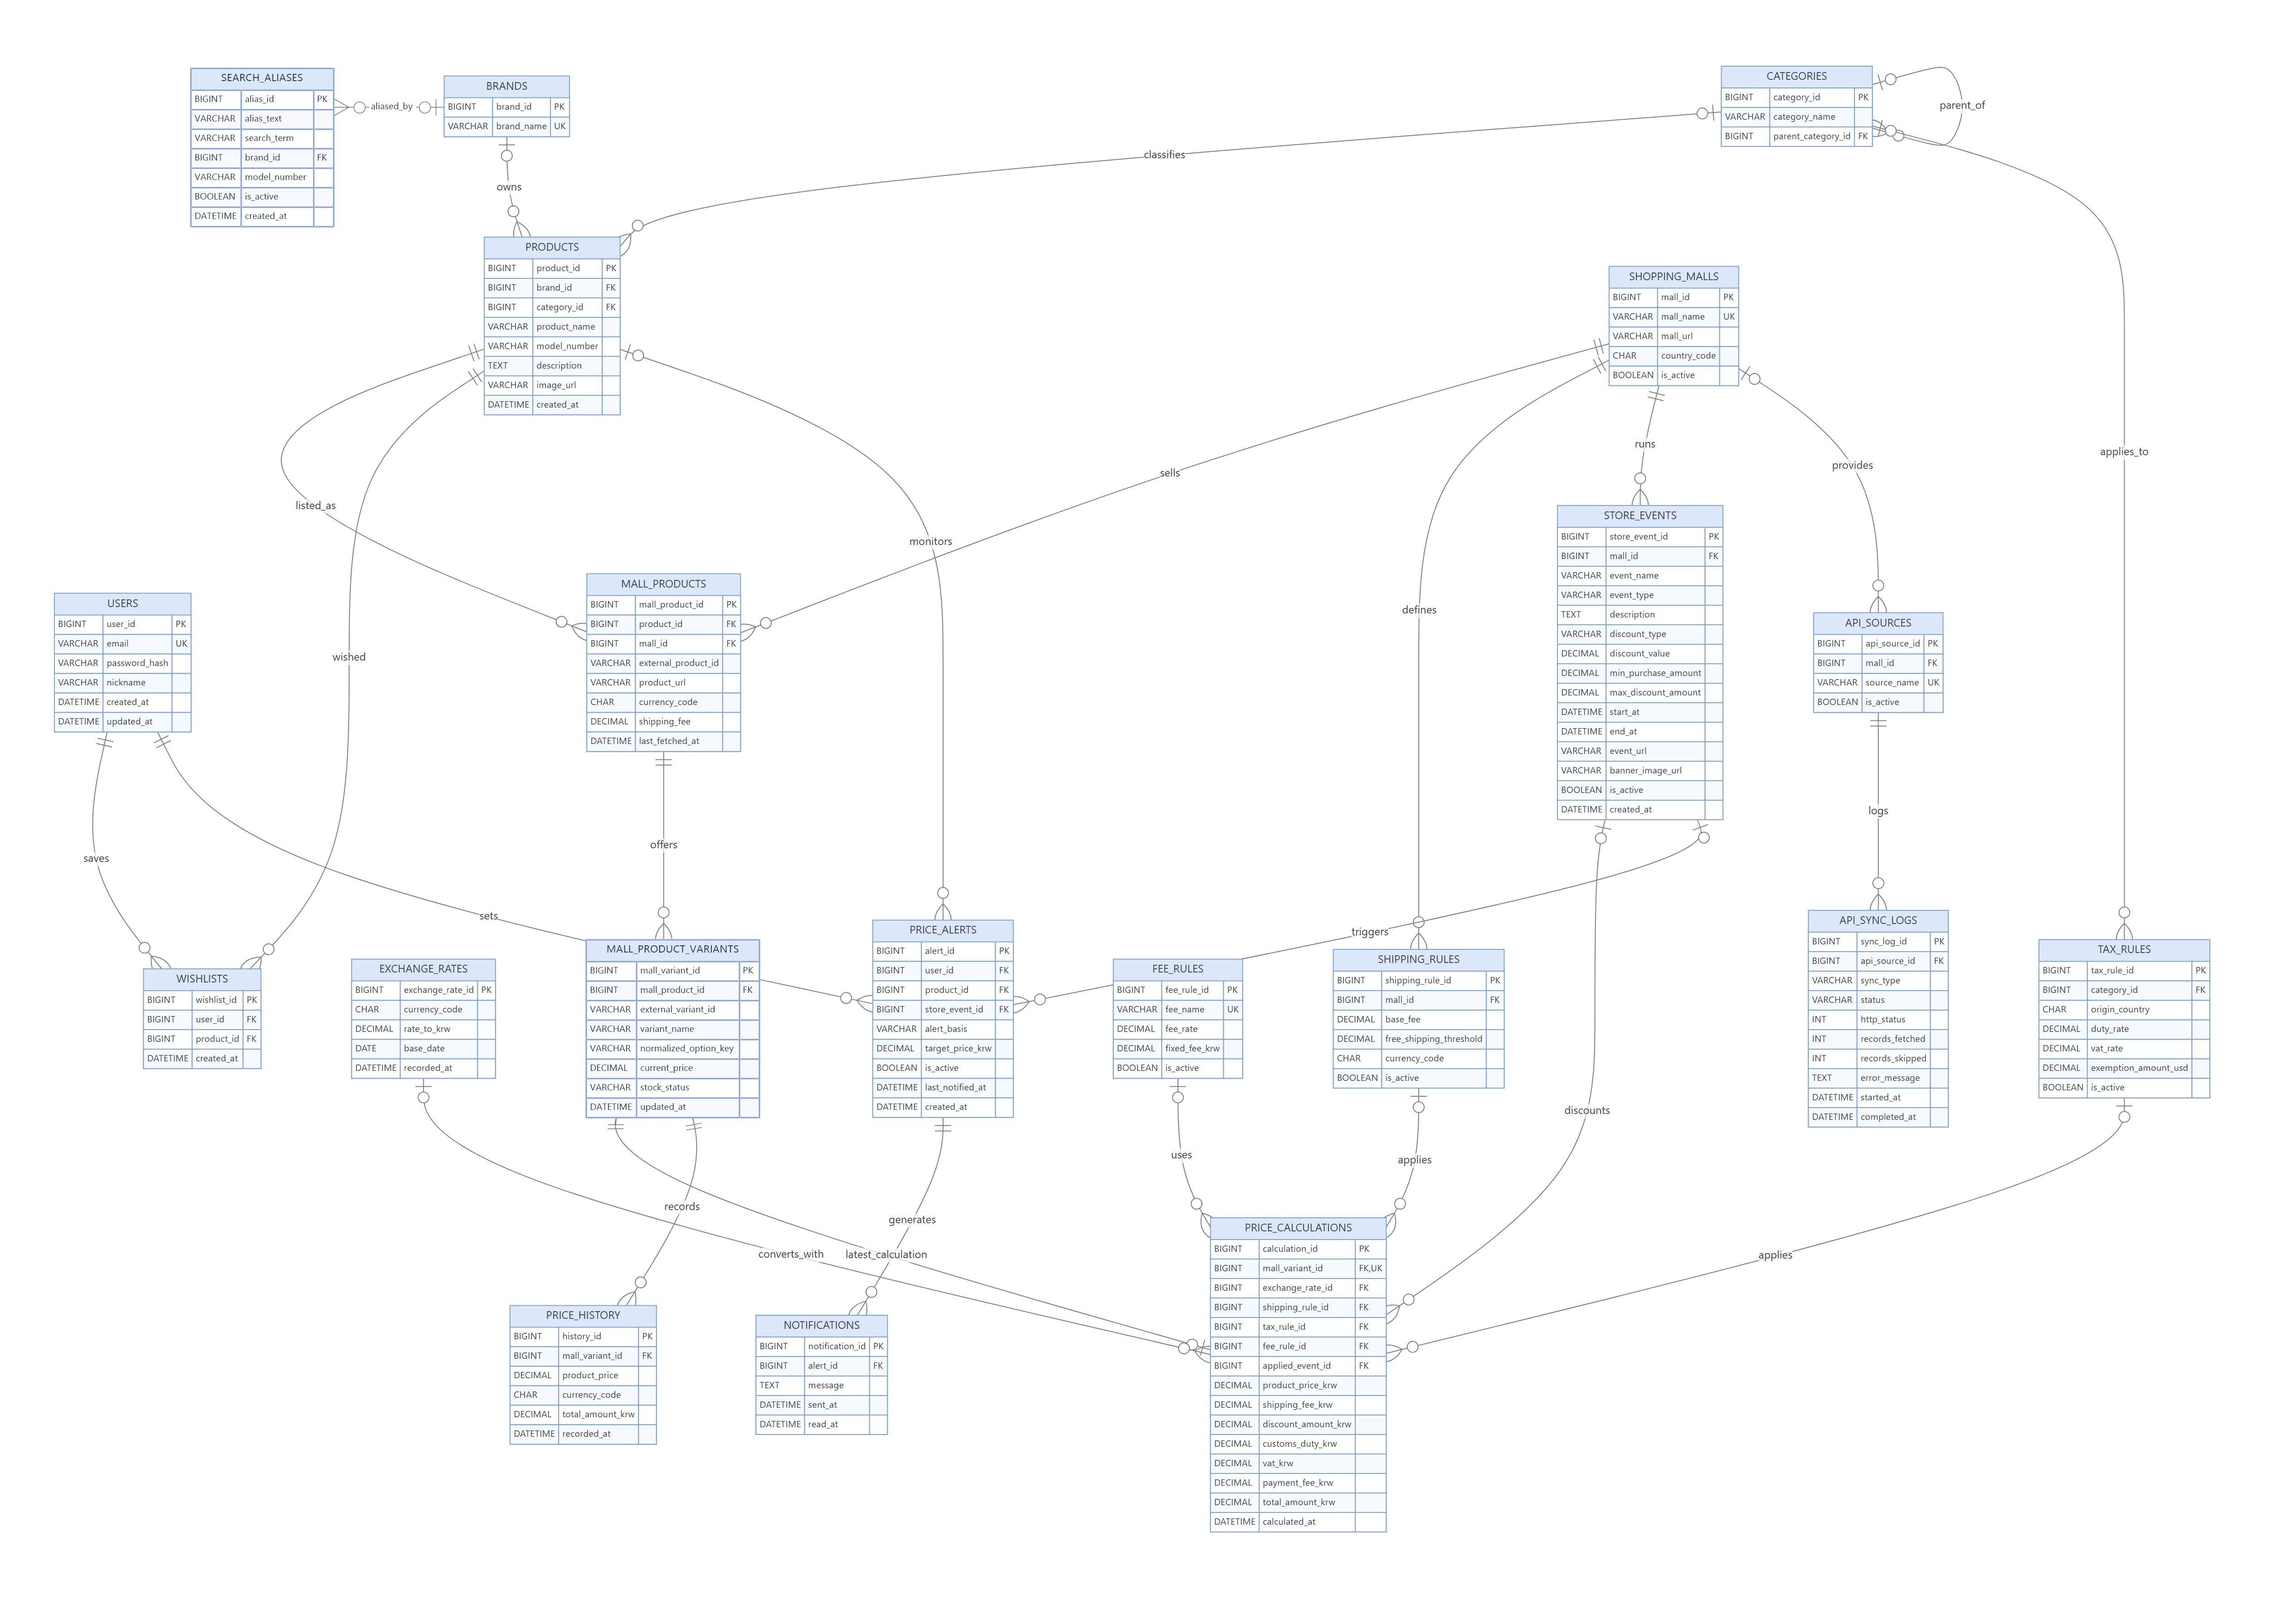 SEARCH_ALIASES
BIGINT alias_id PK
VARCHAR alias_text
VARCHAR search_term
BIGINT brand_id FK
VARCHAR model_number
BOOLEAN is_active
DATETIME created_at
aliased_by
BRANDS
BIGINT brand_id PK
VARCHAR brand_name UK
CATEGORIES
BIGINT category_id PK
VARCHAR category_name
BIGINT parent_category_id FK
parent_of
classifies
owns
PRODUCTS
BIGINT product_id PK
BIGINT brand_id FK
BIGINT category_id FK
VARCHAR product_name
VARCHAR model_number
TEXT description
VARCHAR image_url
DATETIME created_at
SHOPPING_MALLS
BIGINT mall_id PK
VARCHAR mall_name UK
VARCHAR mall_url
CHAR country_code
BOOLEAN is_active
listed_as
wished
monitors
sells
defines
runs
provides
applies_to
STORE_EVENTS
BIGINT store_event_id PK
BIGINT mall_id FK
VARCHAR event_name
VARCHAR event_type
TEXT description
VARCHAR discount_type
DECIMAL discount_value
DECIMAL min_purchase_amount
DECIMAL max_discount_amount
DATETIME start_at
DATETIME end_at
VARCHAR event_url
VARCHAR banner_image_url
BOOLEAN is_active
DATETIME created_at
MALL_PRODUCTS
BIGINT mall_product_id PK
BIGINT product_id FK
BIGINT mall_id FK
VARCHAR external_product_id
VARCHAR product_url
CHAR currency_code
DECIMAL shipping_fee
DATETIME last_fetched_at
USERS
BIGINT user_id PK
VARCHAR email UK
VARCHAR password_hash
VARCHAR nickname
DATETIME created_at
DATETIME updated_at
API_SOURCES
BIGINT api_source_id PK
BIGINT mall_id FK
VARCHAR source_name UK
BOOLEAN is_active
saves
sets
offers
logs
triggers
WISHLISTS
BIGINT wishlist_id PK
BIGINT user_id FK
BIGINT product_id FK
DATETIME created_at
EXCHANGE_RATES
BIGINT exchange_rate_id PK
CHAR currency_code
DECIMAL rate_to_krw
DATE base_date
DATETIME recorded_at
MALL_PRODUCT_VARIANTS
BIGINT mall_variant_id PK
BIGINT mall_product_id FK
VARCHAR external_variant_id
VARCHAR variant_name
VARCHAR normalized_option_key
DECIMAL current_price
VARCHAR stock_status
DATETIME updated_at
PRICE_ALERTS
BIGINT alert_id PK
BIGINT user_id FK
BIGINT product_id FK
BIGINT store_event_id FK
VARCHAR alert_basis
DECIMAL target_price_krw
BOOLEAN is_active
DATETIME last_notified_at
DATETIME created_at
FEE_RULES
BIGINT fee_rule_id PK
VARCHAR fee_name UK
DECIMAL fee_rate
DECIMAL fixed_fee_krw
BOOLEAN is_active
SHIPPING_RULES
BIGINT shipping_rule_id PK
BIGINT mall_id FK
DECIMAL base_fee
DECIMAL free_shipping_threshold
CHAR currency_code
BOOLEAN is_active
API_SYNC_LOGS
BIGINT sync_log_id PK
BIGINT api_source_id FK
VARCHAR sync_type
VARCHAR status
INT http_status
INT records_fetched
INT records_skipped
TEXT error_message
DATETIME started_at
DATETIME completed_at
TAX_RULES
BIGINT tax_rule_id PK
BIGINT category_id FK
CHAR origin_country
DECIMAL duty_rate
DECIMAL vat_rate
DECIMAL exemption_amount_usd
BOOLEAN is_active
discounts
uses
applies
records
generates
converts_with
latest_calculation
applies
PRICE_HISTORY
BIGINT history_id PK
BIGINT mall_variant_id FK
DECIMAL product_price
CHAR currency_code
DECIMAL total_amount_krw
DATETIME recorded_at
NOTIFICATIONS
BIGINT notification_id PK
BIGINT alert_id FK
TEXT message
DATETIME sent_at
DATETIME read_at
PRICE_CALCULATIONS
BIGINT calculation_id PK
BIGINT mall_variant_id FK,UK
BIGINT exchange_rate_id FK
BIGINT shipping_rule_id FK
BIGINT tax_rule_id FK
BIGINT fee_rule_id FK
BIGINT applied_event_id FK
DECIMAL product_price_krw
DECIMAL shipping_fee_krw
DECIMAL discount_amount_krw
DECIMAL customs_duty_krw
DECIMAL vat_krw
DECIMAL payment_fee_krw
DECIMAL total_amount_krw
DATETIME calculated_at